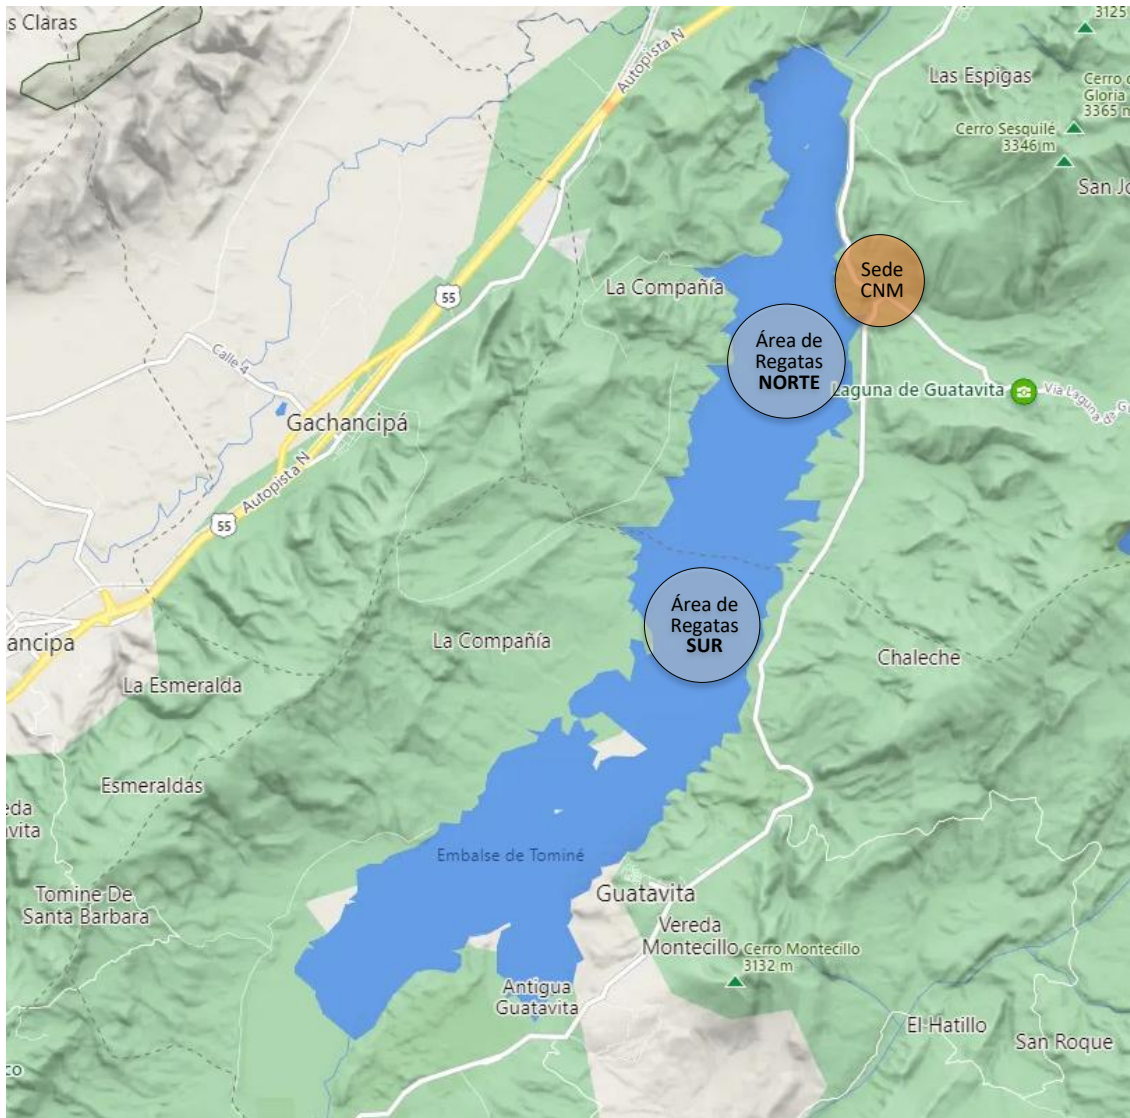 s Claras
3125
Autopista N
Las Espigas
Cerro
Gloria
3365 m
Cerro Sesquilé
3346 m
San Jo
Sede
CNM
La Compañía
55
Área de
Regatas
NORTE
Calle 4
Laguna de Guatavita
Vía Laguna de Gu
Gachancipá
Autopista N
55
Área de
Regatas
SUR
ancipa
La Compañía
Chaleche
La Esmeralda
Esmeraldas
eda
avita
Embalse de Tominé
Tomine De
Santa Barbara
Guatavita
Vereda
Montecillo
Cerro Montecillo
3132 m
Antigua
Guatavita
El Hatillo
San Roque
co